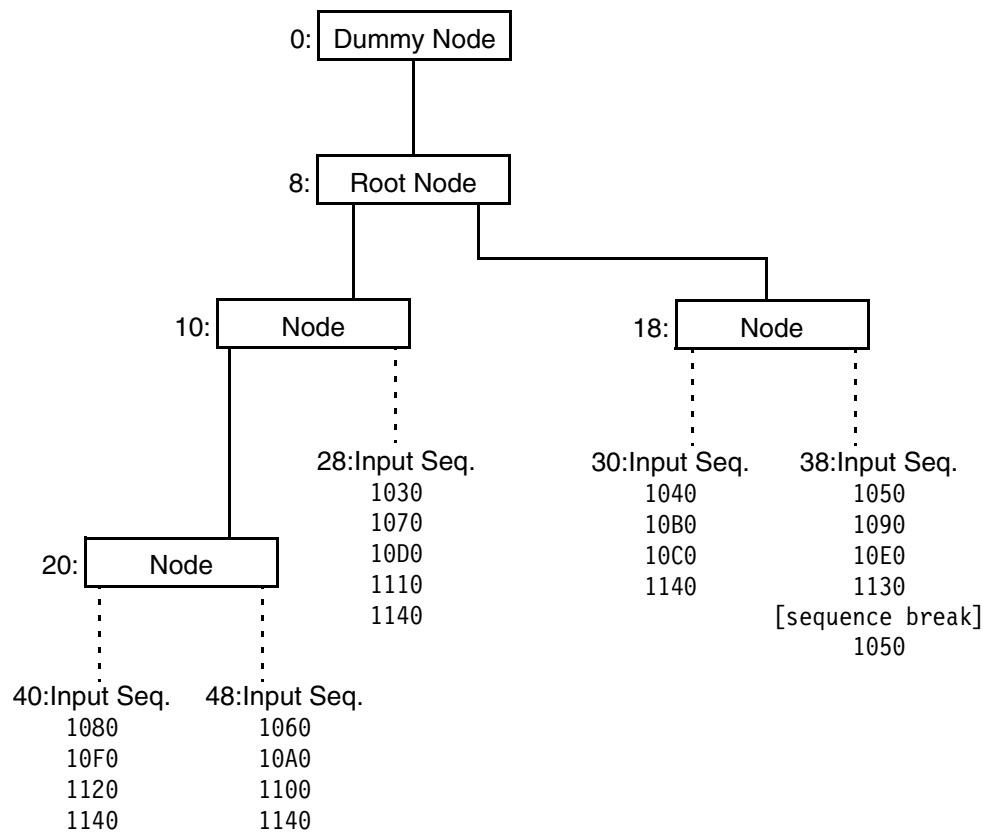 0: Dummy Node
8: Root Node
10: Node
18: Node
28:Input Seq.
1030
1070
10D0
1110
1140
30:Input Seq.
1040
10B0
10C0
1140
38:Input Seq.
1050
1090
10E0
1130
[sequence break]
1050
20: Node
40:Input Seq.
1080
10F0
1120
1140
48:Input Seq.
1060
10A0
1100
1140